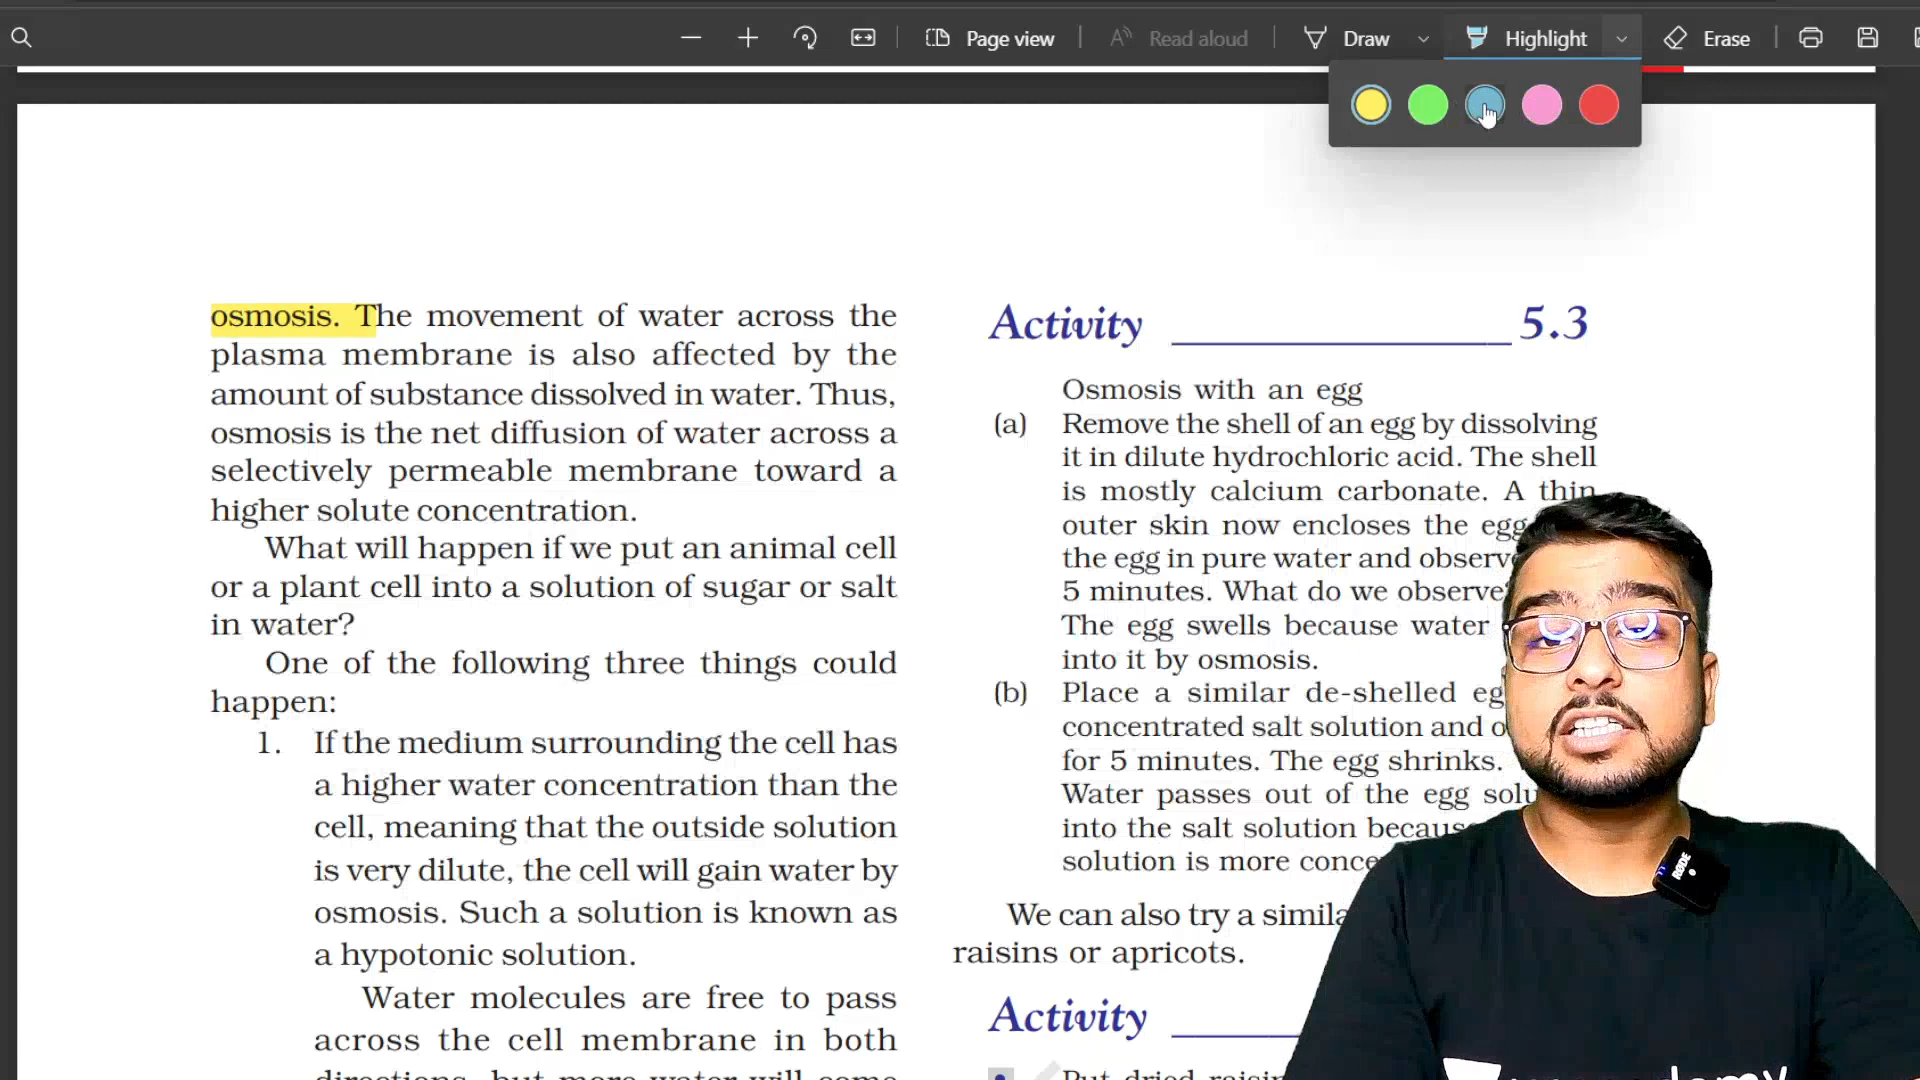 Page view
Read aloud
Draw
Highlight
Erase
osmosis. The movement of water across the
plasma membrane is also affected by the
amount of substance dissolved in water. Thus,
osmosis is the net diffusion of water across a
selectively permeable membrane toward a
higher solute concentration.
What will happen if we put an animal cell
or a plant cell into a solution of sugar or salt
in water?
One of the following three things could
happen:
1. If the medium surrounding the cell has
a higher water concentration than the
cell, meaning that the outside solution
is very dilute, the cell will gain water by
osmosis. Such a solution is known as
a hypotonic solution.
Water molecules are free to pass
across the cell membrane in both
Activity 5.3
Osmosis with an egg
(a) Remove the shell of an egg by dissolving
it in dilute hydrochloric acid. The shell
is mostly calcium carbonate. A thin
outer skin now encloses the egg
the egg in pure water and observe
5 minutes. What do we observe?
The egg swells because water
into it by osmosis.
(b) Place a similar de-shelled
concentrated salt solution and
for 5 minutes. The egg shrinks.
Water passes out of the egg
into the salt solution
solution is more
We can also try a
raisins or apricots.
Activity
Put dried
RØDE